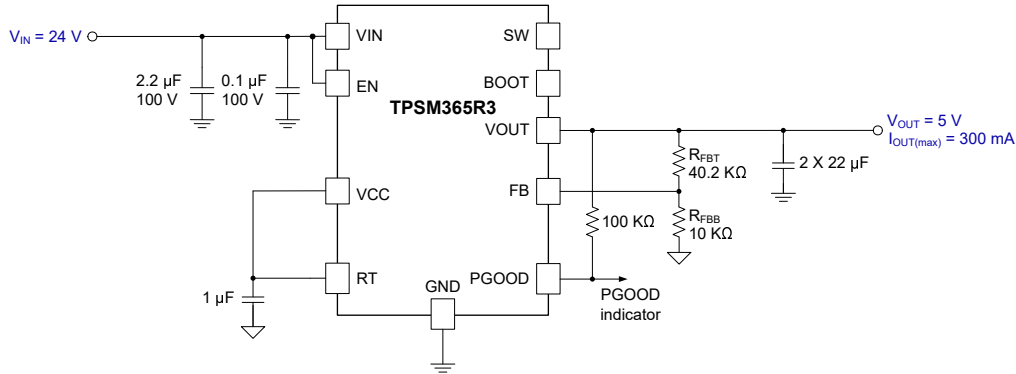 V_IN = 24 V
2.2 µF
100 V
0.1 µF
100 V
VIN
EN
VCC
RT
1 µF
GND
TPSM365R3
SW
BOOT
VOUT
FB
PGOOD
R_FBT
40.2 KΩ
R_FBB
10 KΩ
100 KΩ
2 X 22 µF
V_OUT = 5 V
I_OUT(max) = 300 mA
PGOOD
indicator